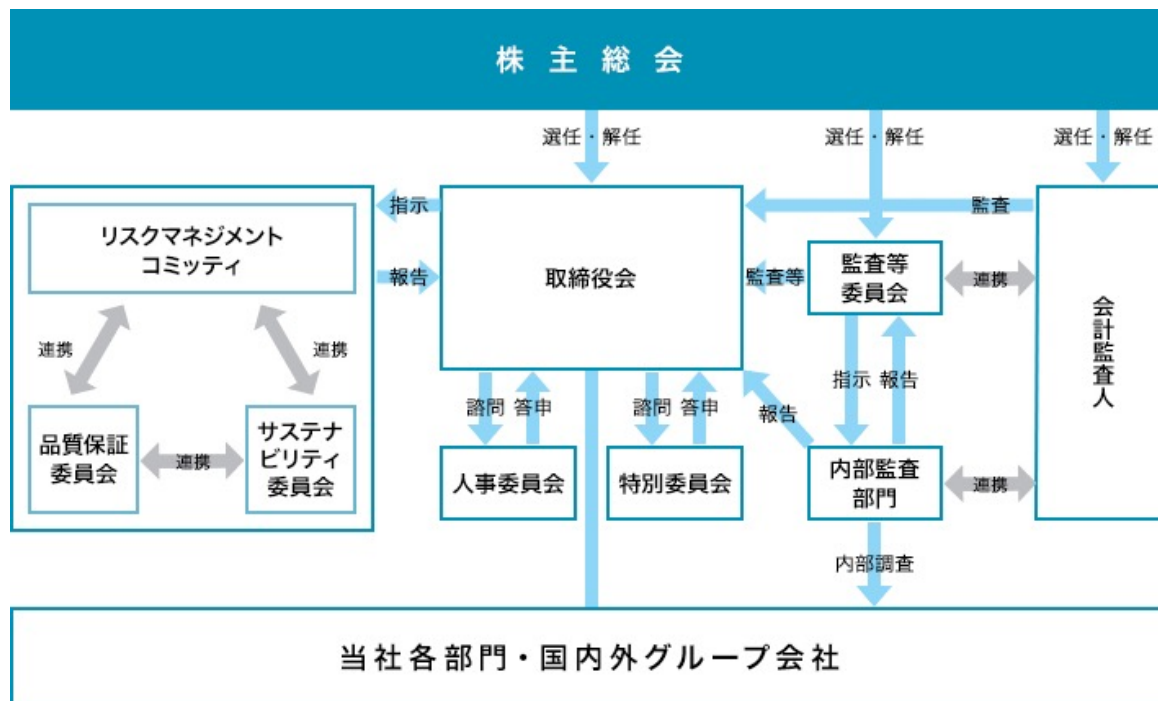 株主総会
選任・解任
選任・解任
選任・解任
リスクマネジメント
コミッティ
連携
連携
品質保証
委員会
連携
サステナ
ビリティ
委員会
指示
報告
取締役会
監査
監査等
監査等
委員会
連携
会計監査人
諮問
答申
諮問
答申
報告
指示
報告
人事委員会
特別委員会
内部監査
部門
連携
内部調査
当社各部門・国内外グループ会社